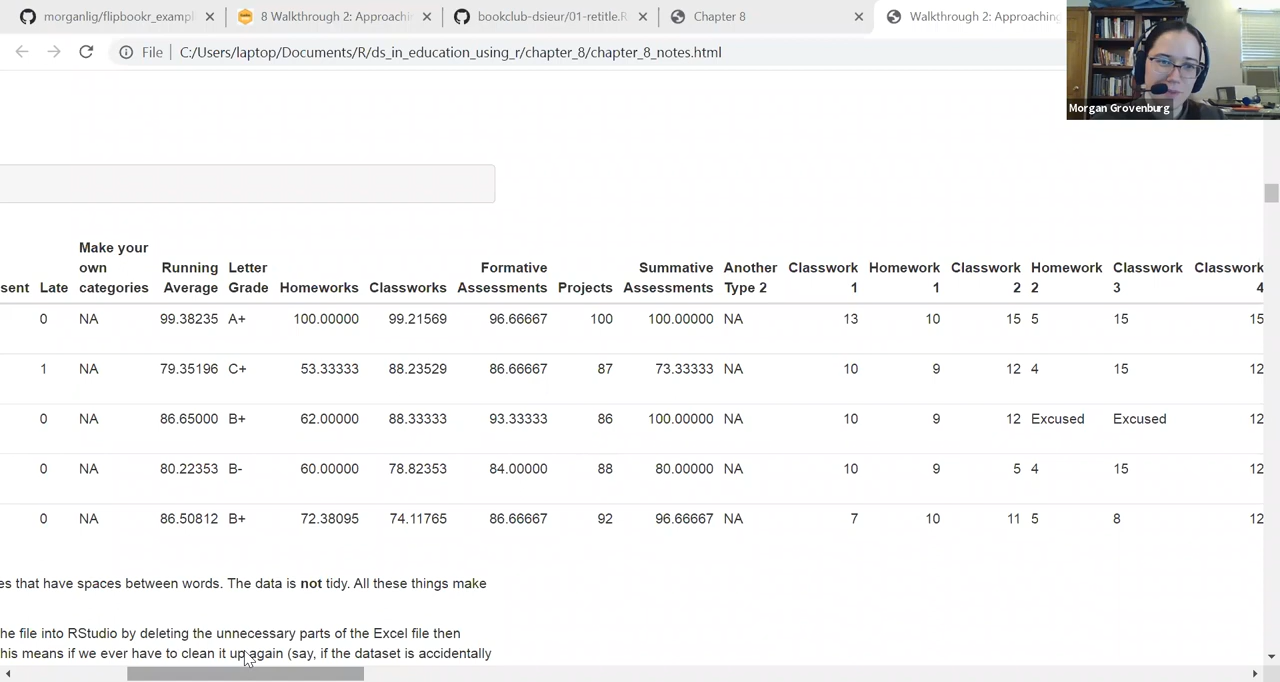 morganlig/flipbookr_exampl
8 Walkthrough 2: Approachin
bookclub-dsieur/01-retitle.R
Chapter 8
Walkthrough 2: Approaching
File C:/Users/laptop/Documents/R/ds_in_education_using_r/chapter_8/chapter_8_notes.html
Morgan Grovenburg
sent Late Make your own categories Running Average Letter Grade Homeworks Classworks Formative Assessments Projects Summative Assessments Another Type 2 Classwork 1 Homework 1 Classwork 2 Homework 2 Classwork 3 Classwork 4
0 NA 99.38235 A+ 100.00000 99.21569 96.66667 100 100.00000 NA 13 10 15 5 15 15
1 NA 79.35196 C+ 53.33333 88.23529 86.66667 87 73.33333 NA 10 9 12 4 15 12
0 NA 86.65000 B+ 62.00000 88.33333 93.33333 86 100.00000 NA 10 9 12 Excused Excused 12
0 NA 80.22353 B- 60.00000 78.82353 84.00000 88 80.00000 NA 10 9 5 4 15 12
0 NA 86.50812 B+ 72.38095 74.11765 86.66667 92 96.66667 NA 7 10 11 5 8 12
es that have spaces between words. The data is not tidy. All these things make
he file into RStudio by deleting the unnecessary parts of the Excel file then
his means if we ever have to clean it up again (say, if the dataset is accidentally